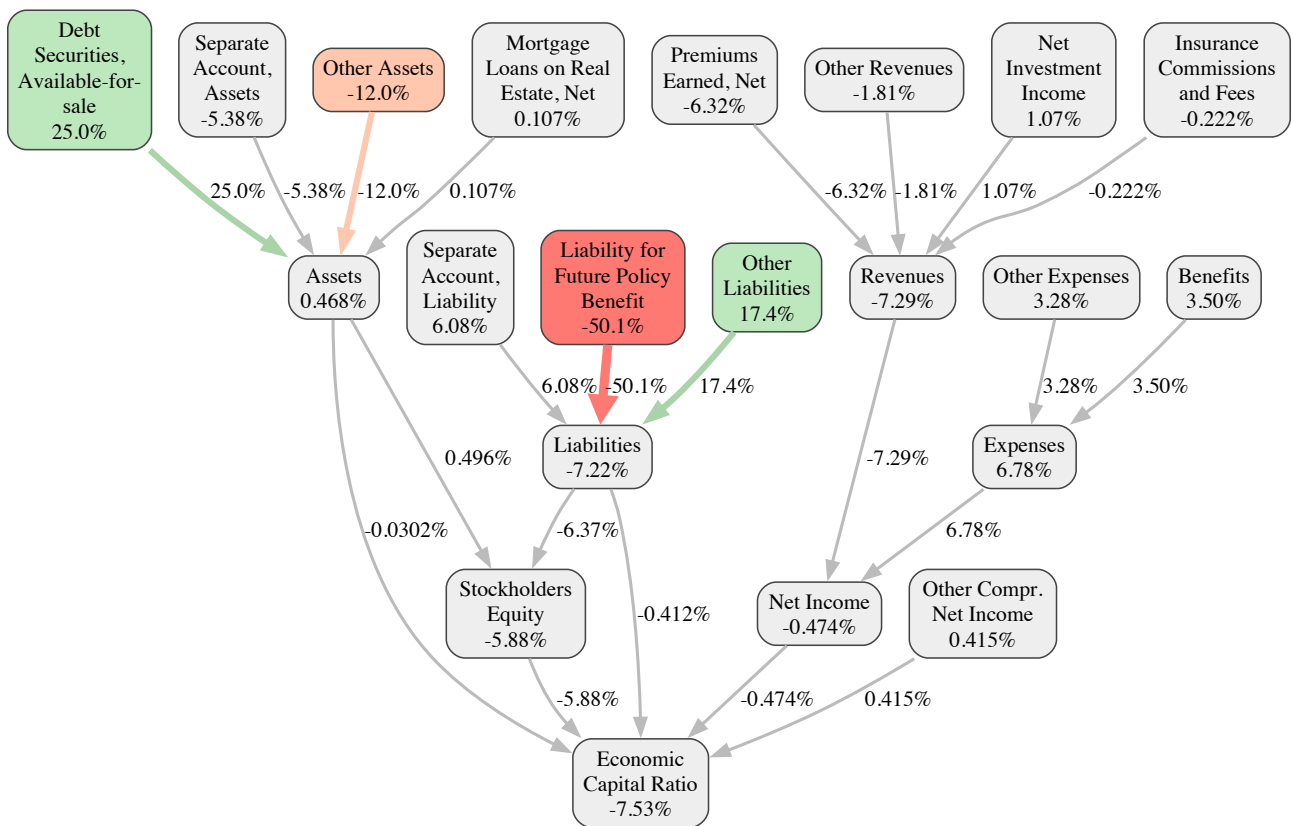 Debt
Securities,
Available-for-
sale
25.0%
Separate
Account,
Assets
-5.38%
Other Assets
-12.0%
Mortgage
Loans on Real
Estate, Net
0.107%
Premiums
Earned, Net
-6.32%
Other Revenues
-1.81%
Net
Investment
Income
1.07%
Insurance
Commissions
and Fees
-0.222%
25.0%
-5.38%
-12.0%
0.107%
-6.32%
-1.81%
1.07%
-0.222%
Assets
0.468%
Separate
Account,
Liability
6.08%
Liability for
Future Policy
Benefit
-50.1%
Other
Liabilities
17.4%
Revenues
-7.29%
Other Expenses
3.28%
Benefits
3.50%
6.08%
-50.1%
17.4%
3.28%
3.50%
0.496%
Liabilities
-7.22%
-7.29%
Expenses
6.78%
-0.0302%
-6.37%
6.78%
Stockholders
Equity
-5.88%
-0.412%
Net Income
-0.474%
Other Compr.
Net Income
0.415%
-5.88%
-0.474%
0.415%
Economic
Capital Ratio
-7.53%